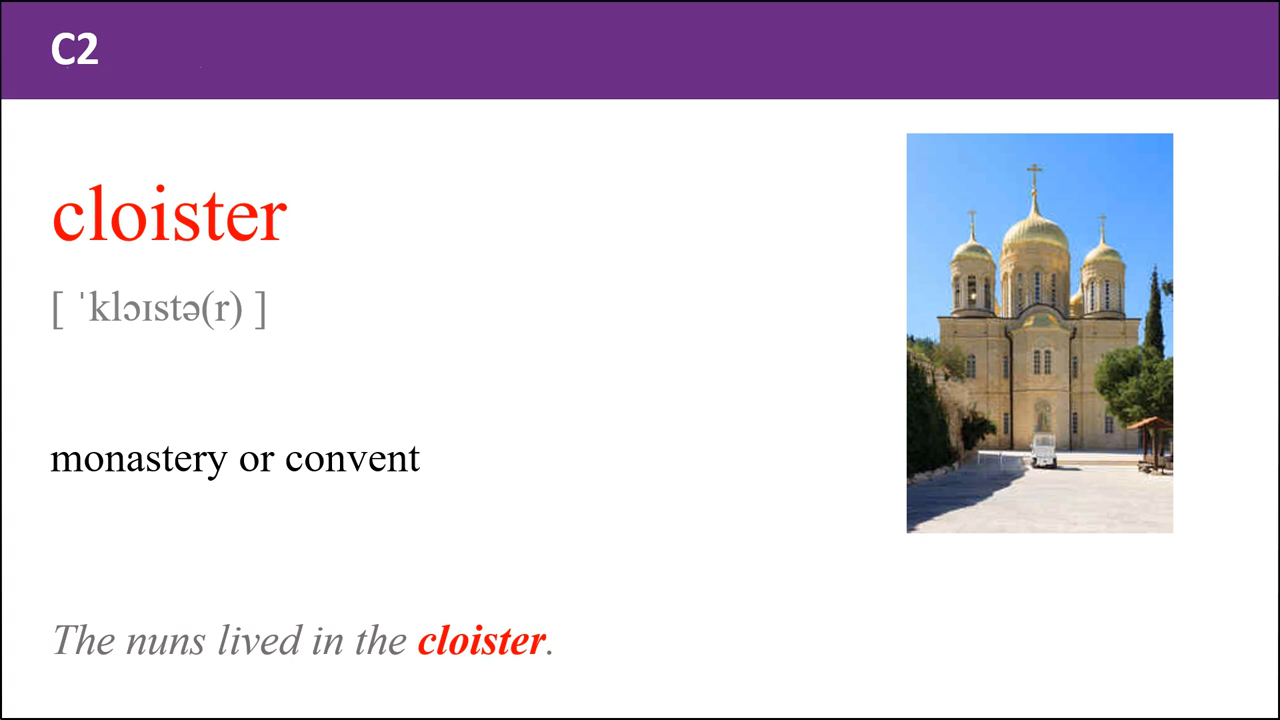 C2
cloister
[ ˈklɔɪstə(r) ]
monastery or convent
The nuns lived in the cloister.